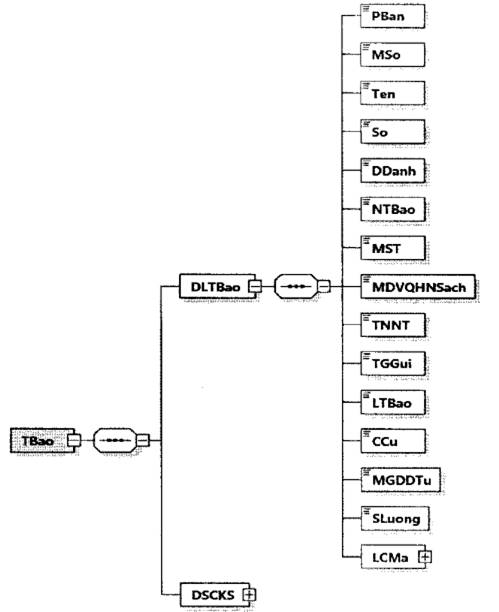 PBan
MSo
Ten
So
DDanh
NTBao
MST
DLTBao
MDVQHNSach
TNNT
TGGui
LTBao
TBao
CCu
MGDDTu
SLuong
LCMa
DSCKS